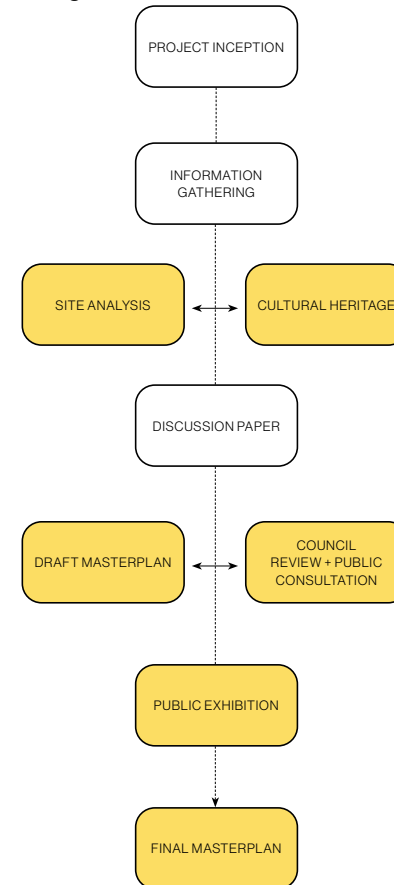 PROJECT INCEPTION
INFORMATION
GATHERING
SITE ANALYSIS
CULTURAL HERITAGE
DISCUSSION PAPER
DRAFT MASTERPLAN
COUNCIL
REVIEW + PUBLIC
CONSULTATION
PUBLIC EXHIBITION
FINAL MASTERPLAN